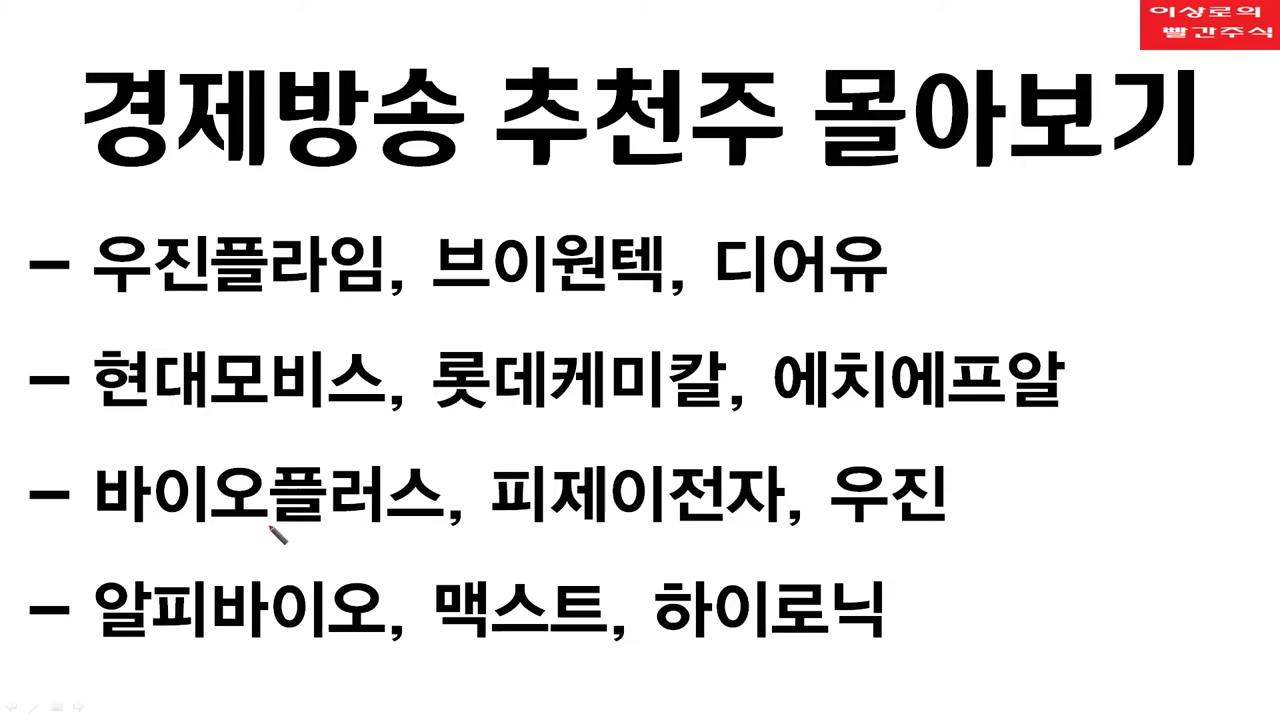 이상로의
빨간주식
경제방송 추천주 몰아보기
- 우진플라임, 브이원텍, 디어유
- 현대모비스, 롯데케미칼, 에치에프알
- 바이오플러스, 피제이전자, 우진
- 알피바이오, 맥스트, 하이로닉